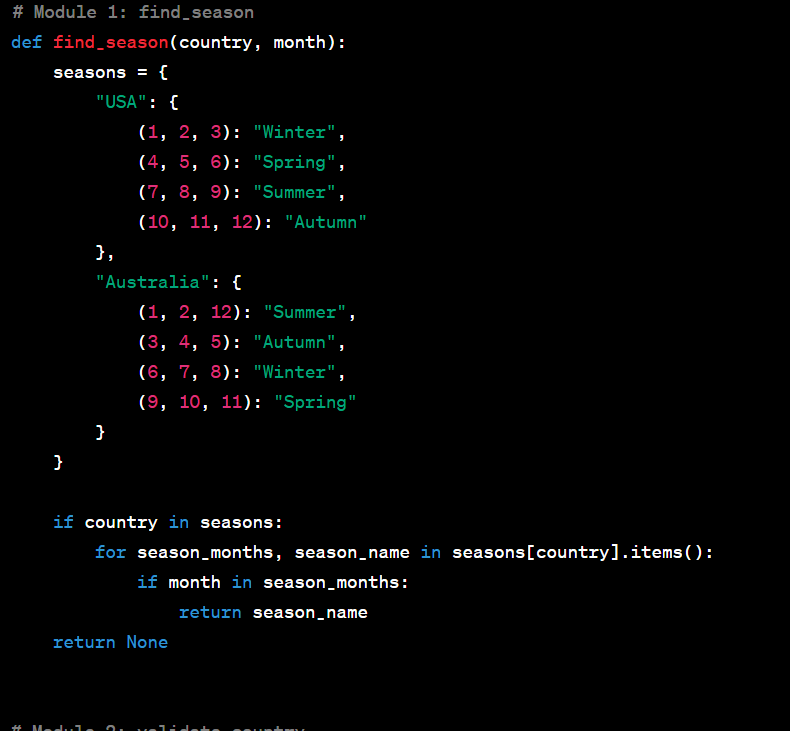 # Module 1: find_season
def find_season(country, month):
    seasons = {
        "USA": {
            (1, 2, 3): "Winter",
            (4, 5, 6): "Spring",
            (7, 8, 9): "Summer",
            (10, 11, 12): "Autumn"
        },
        "Australia": {
            (1, 2, 12): "Summer",
            (3, 4, 5): "Autumn",
            (6, 7, 8): "Winter",
            (9, 10, 11): "Spring"
        }
    }
    if country in seasons:
        for season_months, season_name in seasons[country].items():
            if month in season_months:
                return season_name
    return None
# Module 2: validate_country